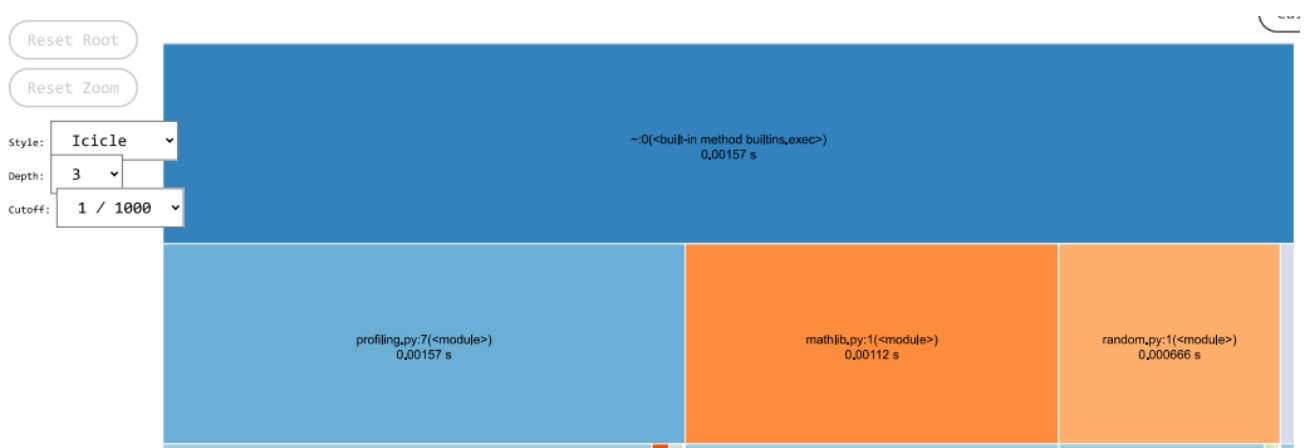 Reset Root
Reset Zoom
Style: Icicle
Depth: 3
Cutoff: 1 / 1000
~:0(<built-in method builtins.exec>)
0.00157 s
profiling.py:7(<module>)
0.00157 s
mathlib.py:1(<module>)
0.00112 s
random.py:1(<module>)
0.000666 s